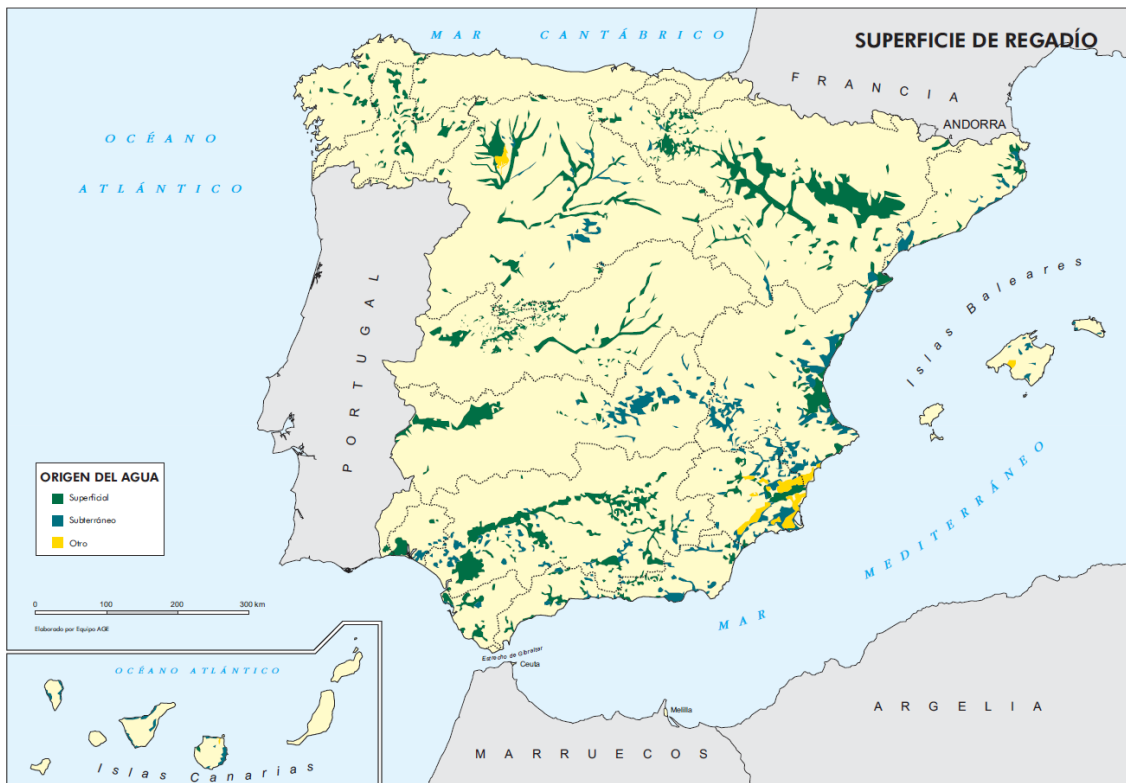 MAR CANTÁBRICO
SUPERFICIE DE REGADÍO
FRANCIA
ANDORRA
OCÉANO
ATLÁNTICO
PORTUGAL
Islas Baleares
MEDITERRÁNEO
MAR
ORIGEN DEL AGUA
Superficial
Subterráneo
Otro
0 100 200 300 km
Elaborado por Equipo AGE
Estrecho de Gibraltar
Ceuta
Melilla
OCÉANO ATLÁNTICO
Islas Canarias
MARRUECOS
ARGELIA